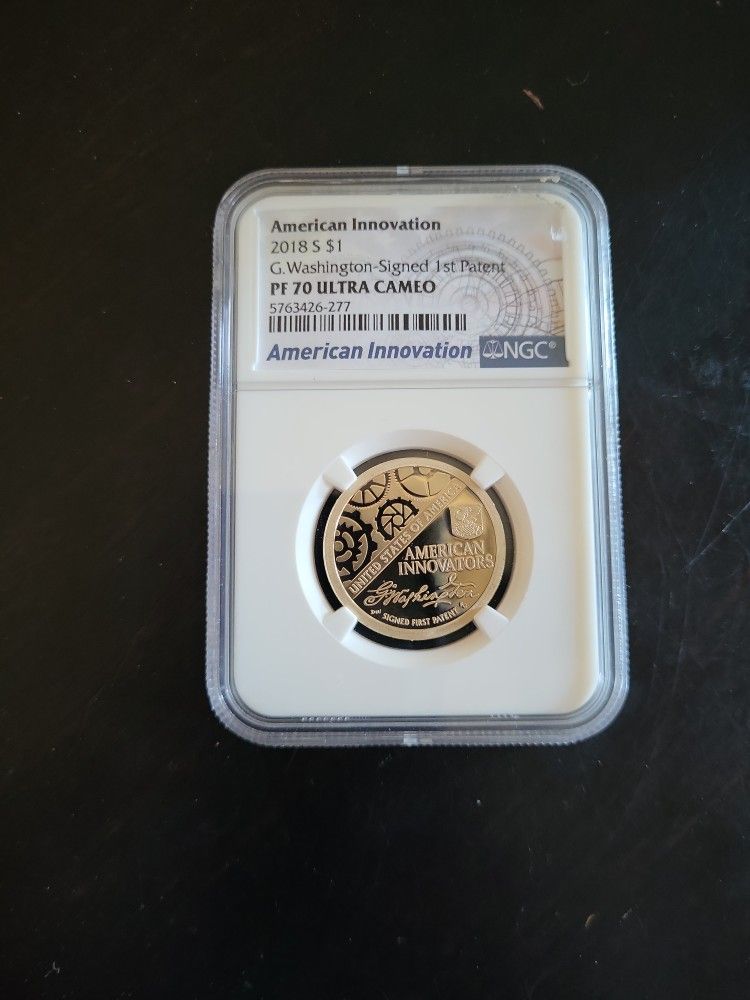 American Innovation
2018 S $1
G.Washington-Signed 1st Patent
PF 70 ULTRA CAMEO
5763426-277
American Innovation NGC®
UNITED STATES OF AMERICA
AMERICAN
INNOVATORS
G Washington
SIGNED FIRST PATENT